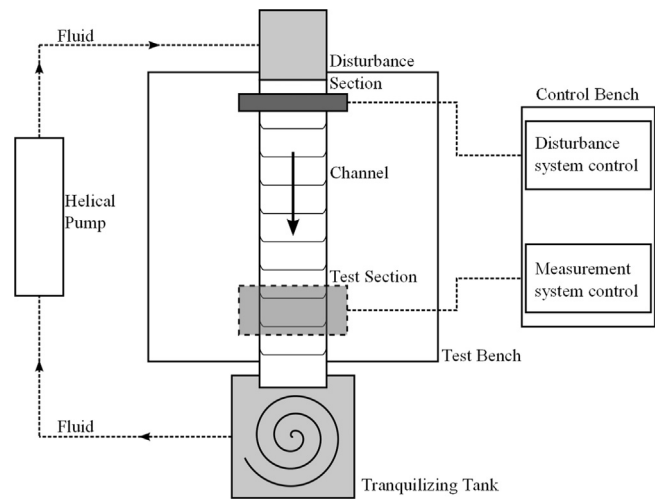 Fluid
Disturbance
Section
Control Bench
Disturbance
system control
Channel
Helical
Pump
Test Section
Measurement
system control
Test Bench
Fluid
Tranquilizing Tank